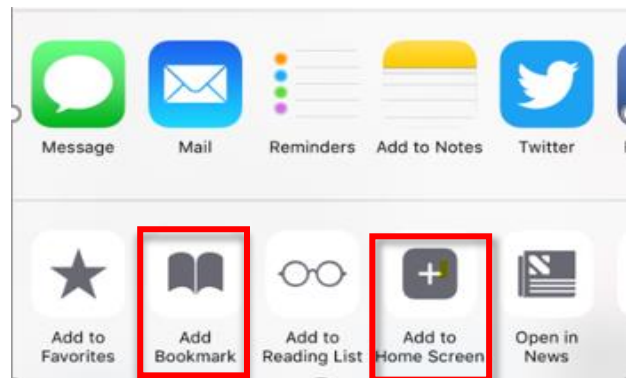 Message Mail Reminders Add to Notes Twitter
Add to Favorites
Add Bookmark
Add to Reading List
Add to Home Screen
Open in News